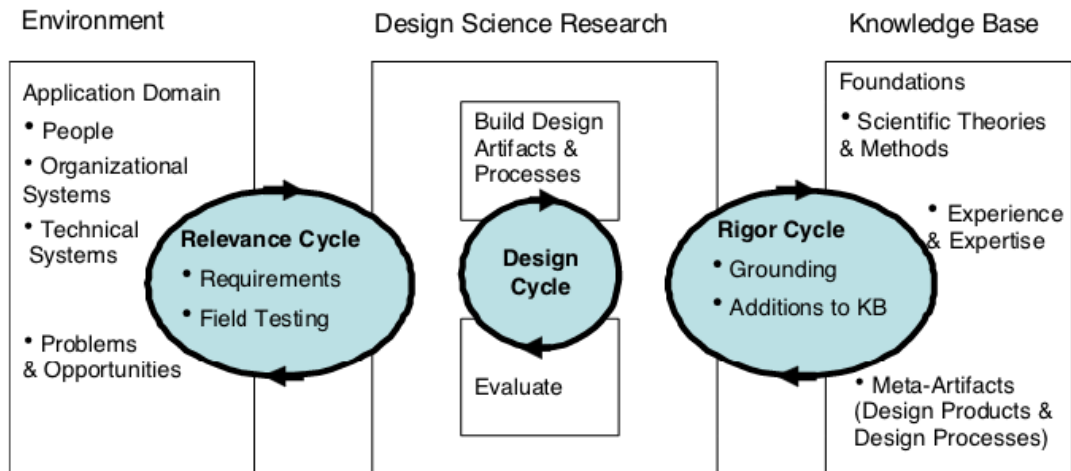 Environment
Design Science Research
Knowledge Base
Application Domain
• People
• Organizational
Systems
• Technical
Systems
• Problems
& Opportunities
Relevance Cycle
• Requirements
• Field Testing
Build Design
Artifacts &
Processes
Design
Cycle
Evaluate
Rigor Cycle
• Grounding
• Additions to KB
Foundations
• Scientific Theories
& Methods
• Experience
& Expertise
• Meta-Artifacts
(Design Products &
Design Processes)